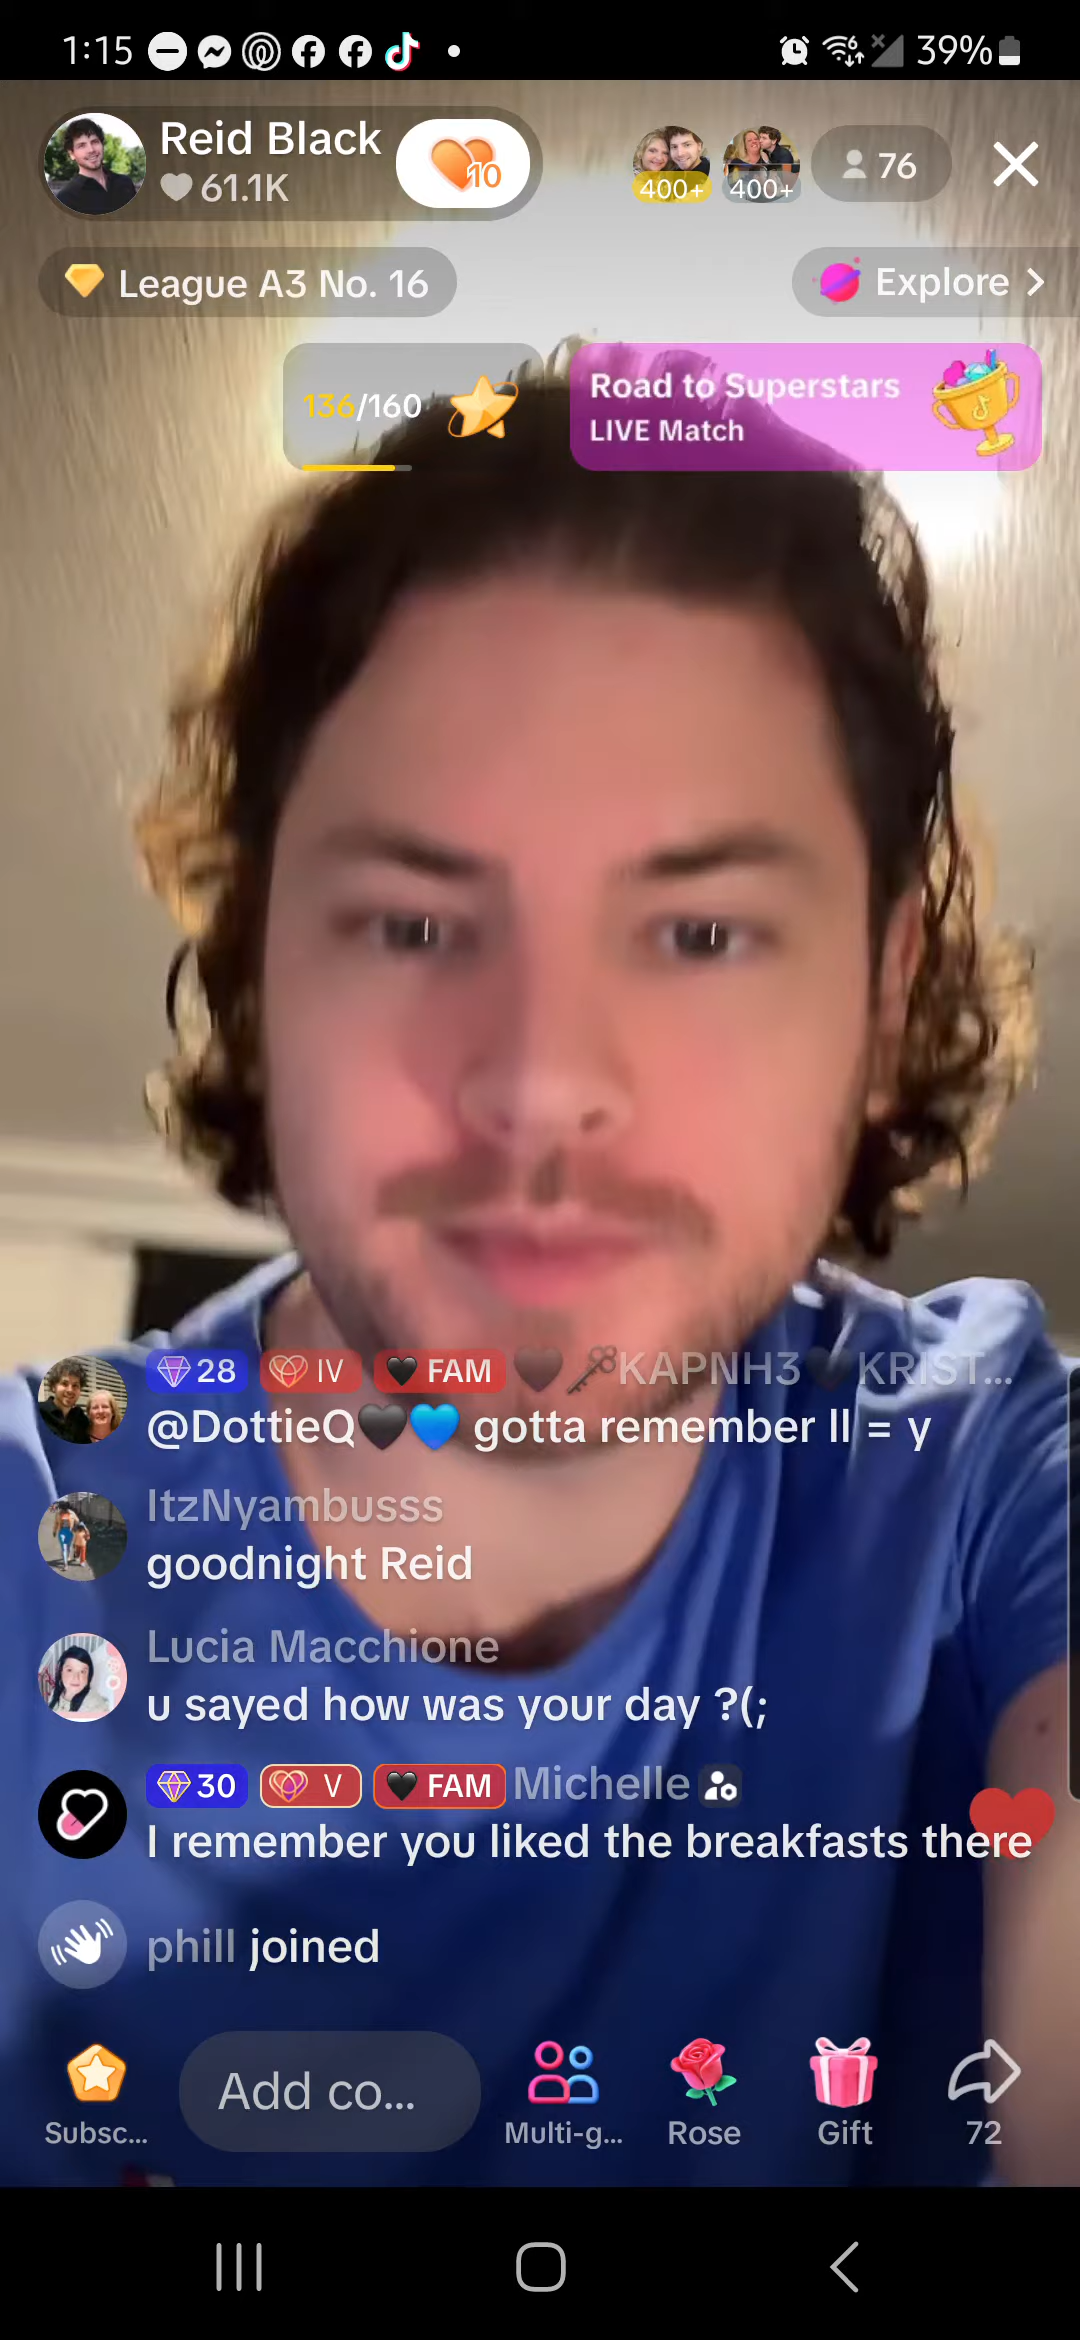 1:15 39%
Reid Black
61.1K
10
400+ 400+ 76
League A3 No. 16
Explore >
136/160
Road to Superstars
LIVE Match
28 IV 🖤 FAM 🖤🗝KAPNH3🖤KRIST...
@DottieQ🖤💙 gotta remember ll = y
ItzNyambusss
goodnight Reid
Lucia Macchione
u sayed how was your day ?(;
30 V 🖤 FAM Michelle
I remember you liked the breakfasts there
phill joined
Add co...
Subsc... Multi-g... Rose Gift 72